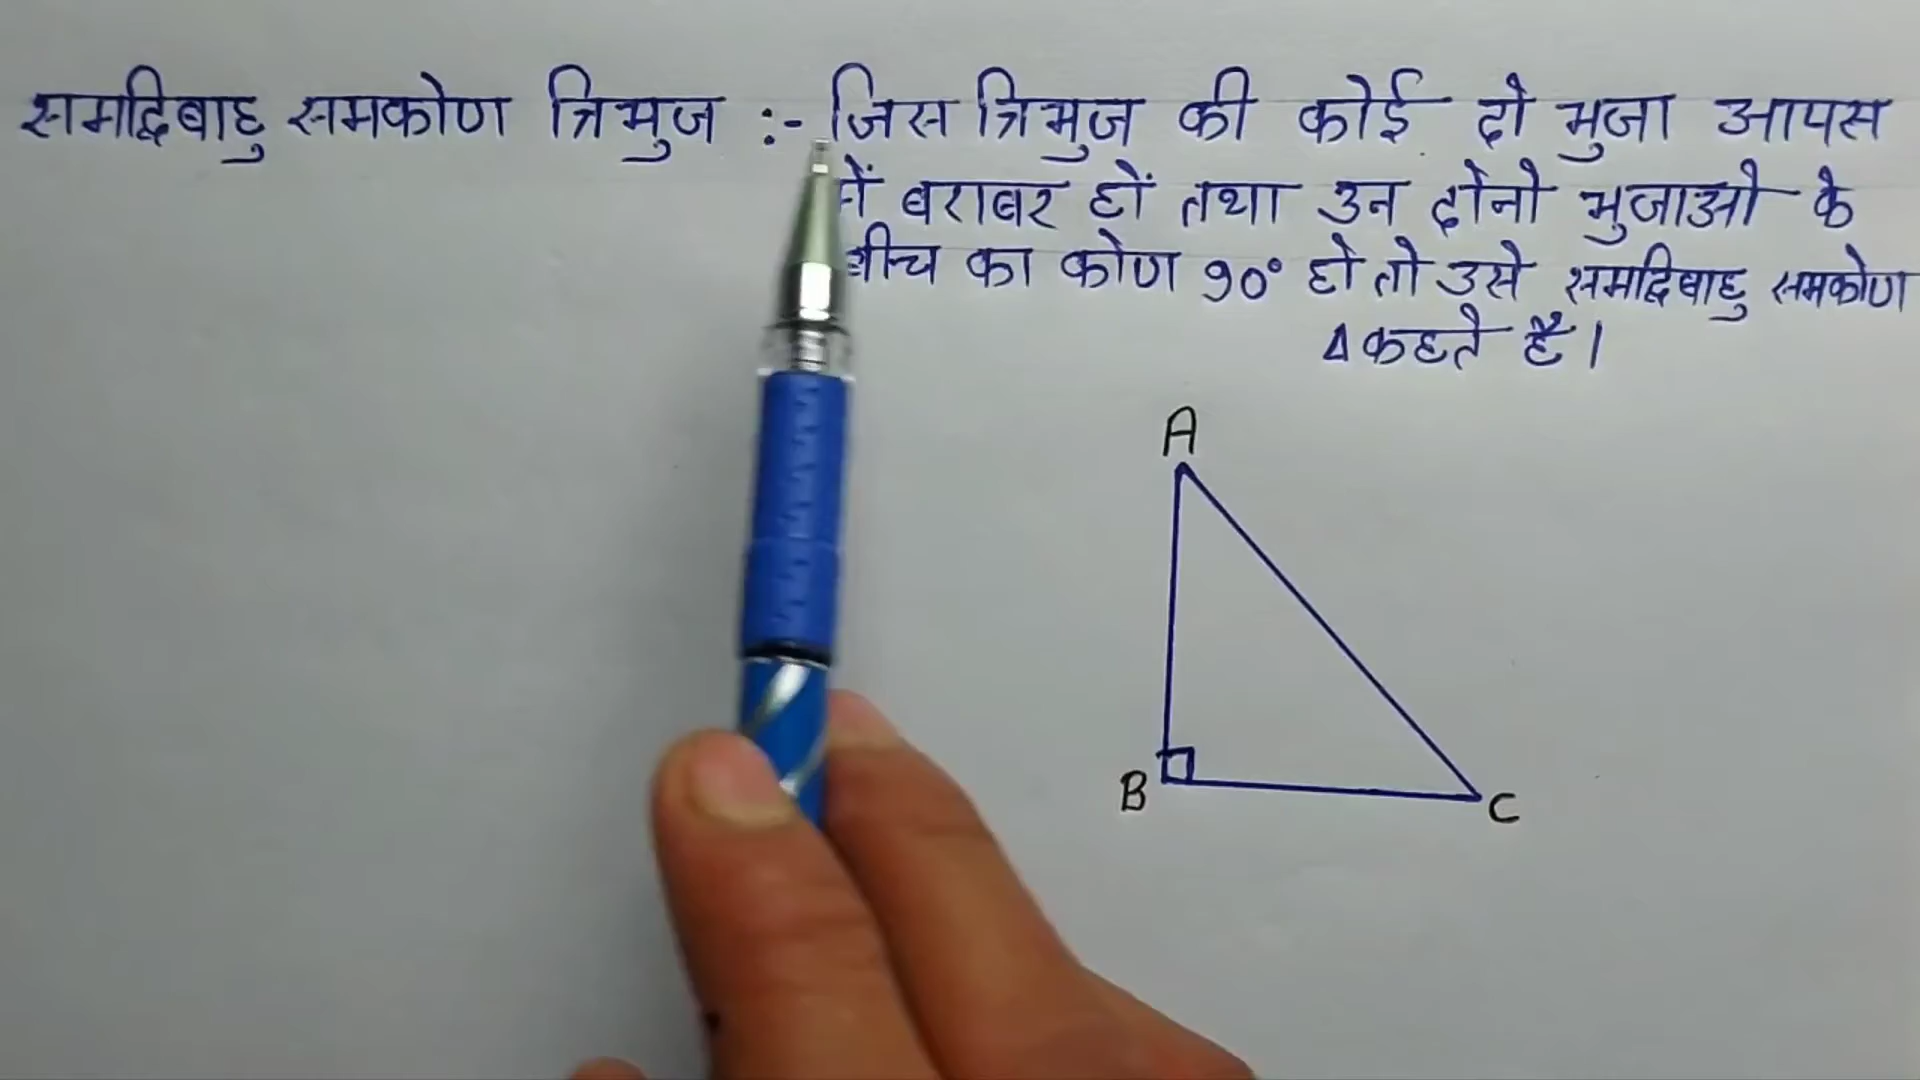 समद्विबाहु समकोण त्रिभुज :- जिस त्रिभुज की कोई दो भुजा आपस
में बराबर हों तथा उन दोनो भुजाओ के
बीच का कोण 90° हो तो उसे समद्विबाहु समकोण
Δ कहते है।
A
B
C